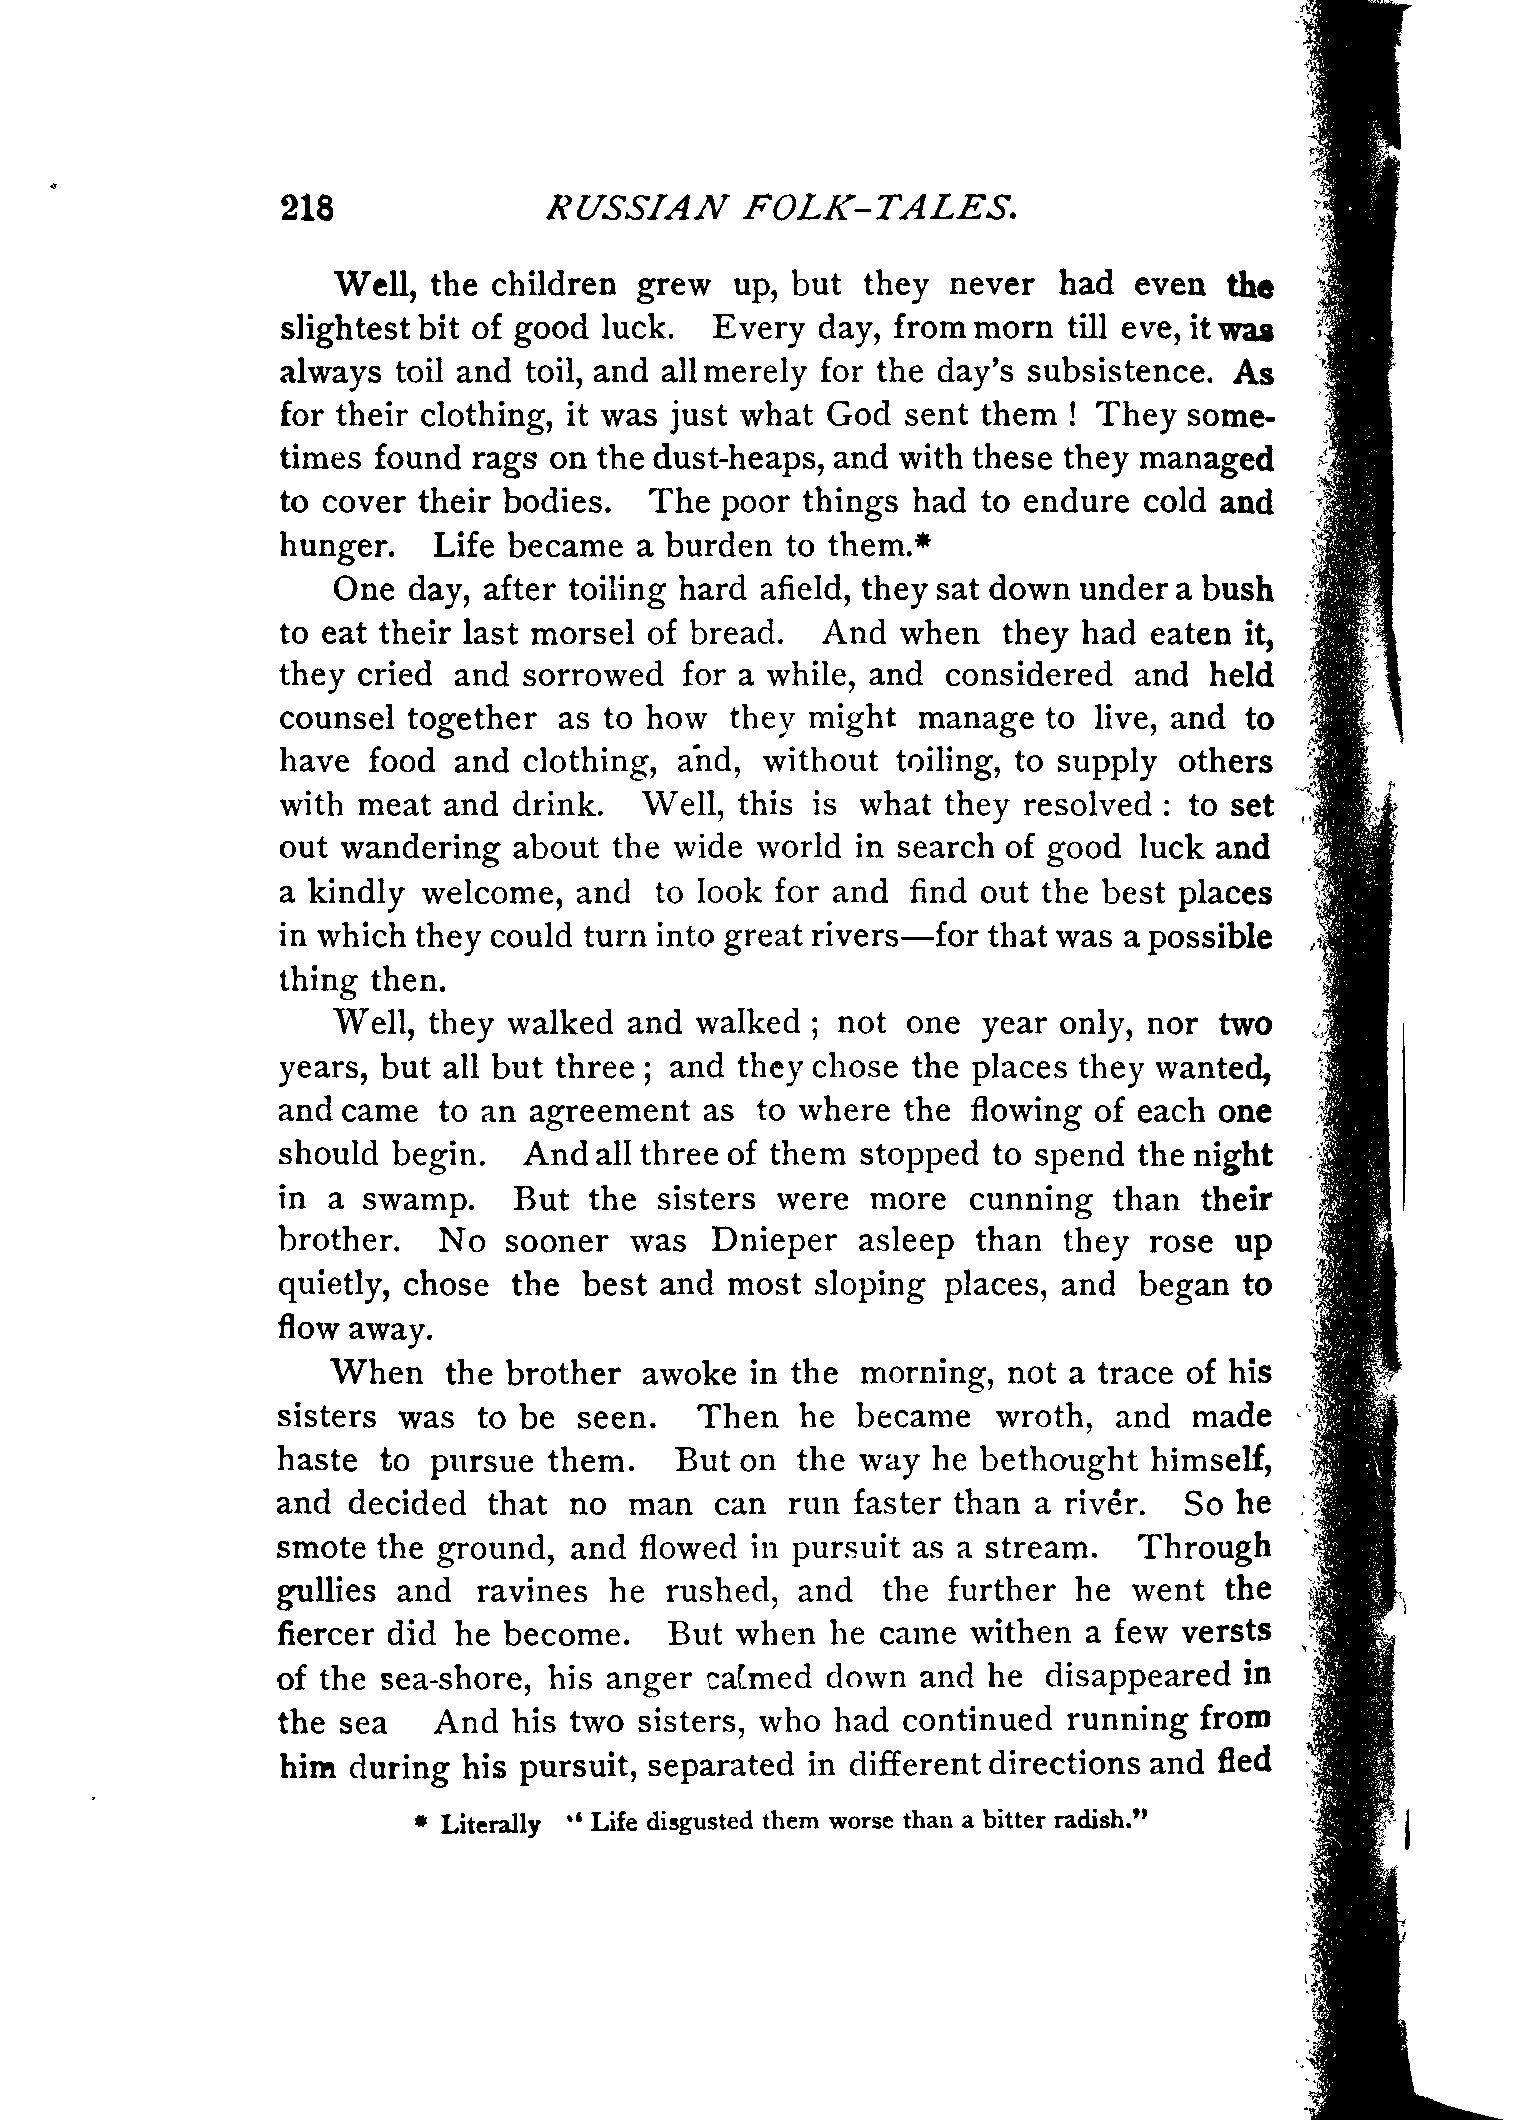 218 RUSSIAN FOLK-TALES.
Well, the children grew up, but they never had even the
slightest bit of good luck. Every day, from morn till eve, it was
always toil and toil, and all merely for the day's subsistence. As
for their clothing, it was just what God sent them ! They some-
times found rags on the dust-heaps, and with these they managed
to cover their bodies. The poor things had to endure cold and
hunger. Life became a burden to them.*
One day, after toiling hard afield, they sat down under a bush
to eat their last morsel of bread. And when they had eaten it,
they cried and sorrowed for a while, and considered and held
counsel together as to how they might manage to live, and to
have food and clothing, and, without toiling, to supply others
with meat and drink. Well, this is what they resolved : to set
out wandering about the wide world in search of good luck and
a kindly welcome, and to look for and find out the best places
in which they could turn into great rivers—for that was a possible
thing then.
Well, they walked and walked ; not one year only, nor two
years, but all but three ; and they chose the places they wanted,
and came to an agreement as to where the flowing of each one
should begin. And all three of them stopped to spend the night
in a swamp. But the sisters were more cunning than their
brother. No sooner was Dnieper asleep than they rose up
quietly, chose the best and most sloping places, and began to
flow away.
When the brother awoke in the morning, not a trace of his
sisters was to be seen. Then he became wroth, and made
haste to pursue them. But on the way he bethought himself,
and decided that no man can run faster than a river. So he
smote the ground, and flowed in pursuit as a stream. Through
gullies and ravines he rushed, and the further he went the
fiercer did he become. But when he came withen a few versts
of the sea-shore, his anger calmed down and he disappeared in
the sea And his two sisters, who had continued running from
him during his pursuit, separated in different directions and fled
* Literally "Life disgusted them worse than a bitter radish."